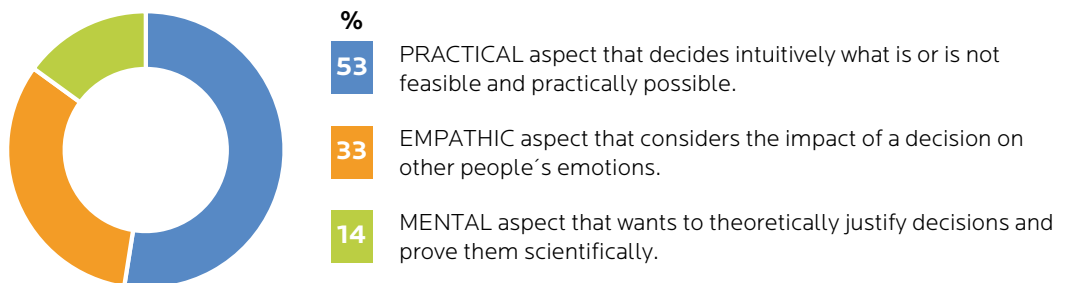 %
53
PRACTICAL aspect that decides intuitively what is or is not
feasible and practically possible.
33
EMPATHIC aspect that considers the impact of a decision on
other people´s emotions.
14
MENTAL aspect that wants to theoretically justify decisions and
prove them scientifically.